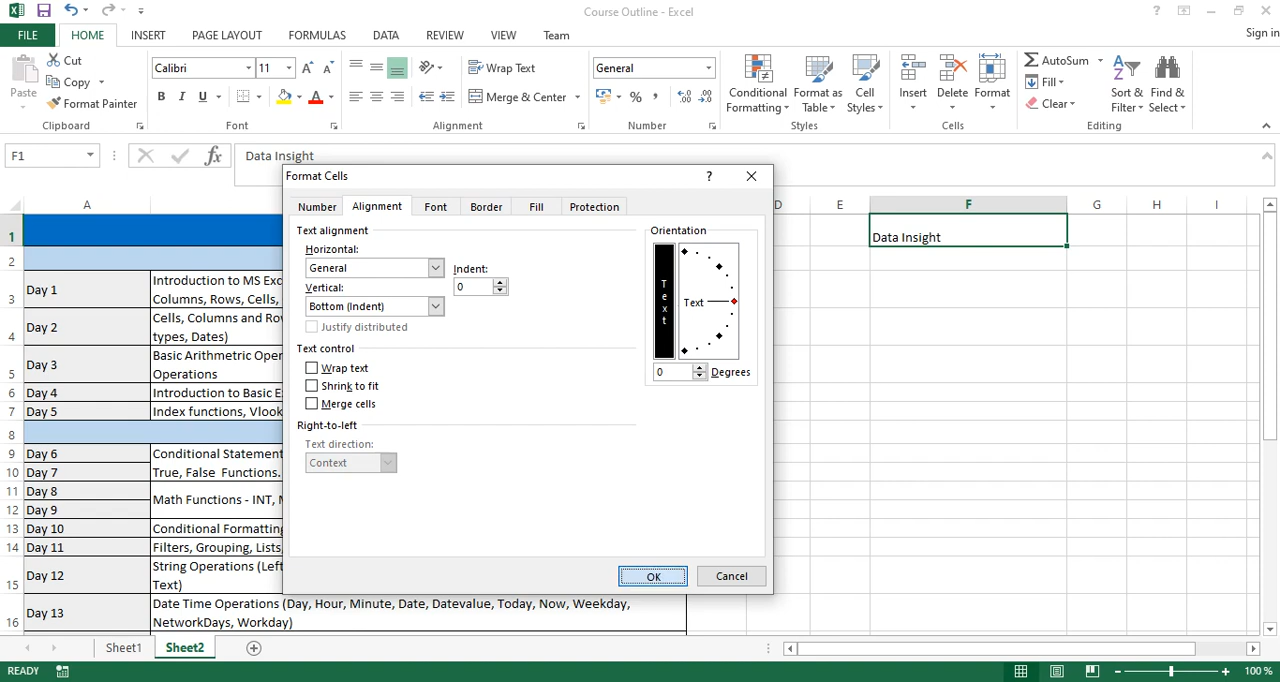 Course Outline - Excel
?
FILE
HOME
INSERT
PAGE LAYOUT
FORMULAS
DATA
REVIEW
VIEW
Team
Sign in
Paste
Cut
Copy
Format Painter
Clipboard
Calibri
11
B I U
Font
Wrap Text
Merge & Center
Alignment
General
%
Number
Conditional
Formatting
Format as
Table
Cell
Styles
Styles
Insert
Delete
Format
Cells
AutoSum
Fill
Clear
Sort &
Filter
Find &
Select
Editing
F1
fx
Data Insight
A D E F G H I
1
Data Insight
2
3
Day 1
Introduction to MS Exc
Columns, Rows, Cells,
4
Day 2
Cells, Columns and Ro
types, Dates)
5
Day 3
Basic Arithmetric Oper
Operations
6
Day 4
Introduction to Basic E
7
Day 5
Index functions, Vlook
8
9
Day 6
Conditional Statement
10
Day 7
True, False Functions.
11
Day 8
Math Functions - INT, M
12
Day 9
13
Day 10
Conditional Formatting
14
Day 11
Filters, Grouping, Lists,
15
Day 12
String Operations (Left
Text)
16
Day 13
Date Time Operations (Day, Hour, Minute, Date, Datevalue, Today, Now, Weekday,
NetworkDays, Workday)
Format Cells
?
Number
Alignment
Font
Border
Fill
Protection
Text alignment
Horizontal:
General
Indent:
0
Vertical:
Bottom (Indent)
Justify distributed
Text control
Wrap text
Shrink to fit
Merge cells
Right-to-left
Text direction:
Context
Orientation
Text
Text
0
Degrees
OK
Cancel
Sheet1
Sheet2
READY
100 %